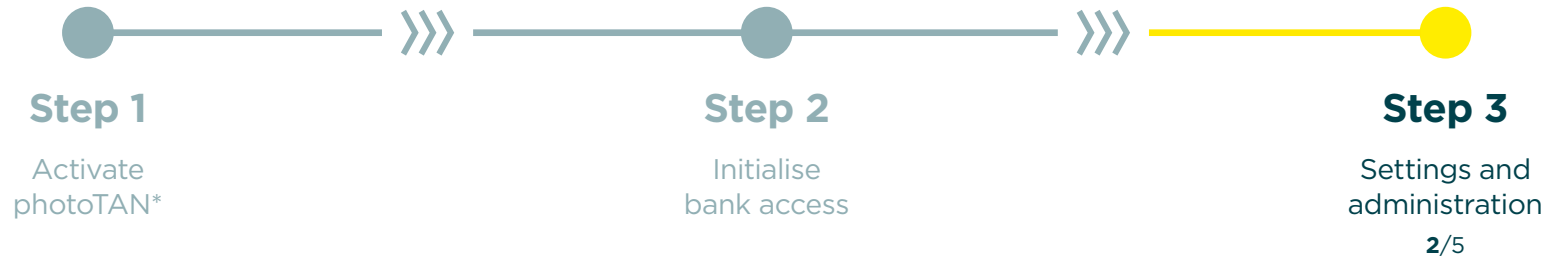 Step 1
Activate
photoTAN*
Step 2
Initialise
bank access
Step 3
Settings and
administration
2/5